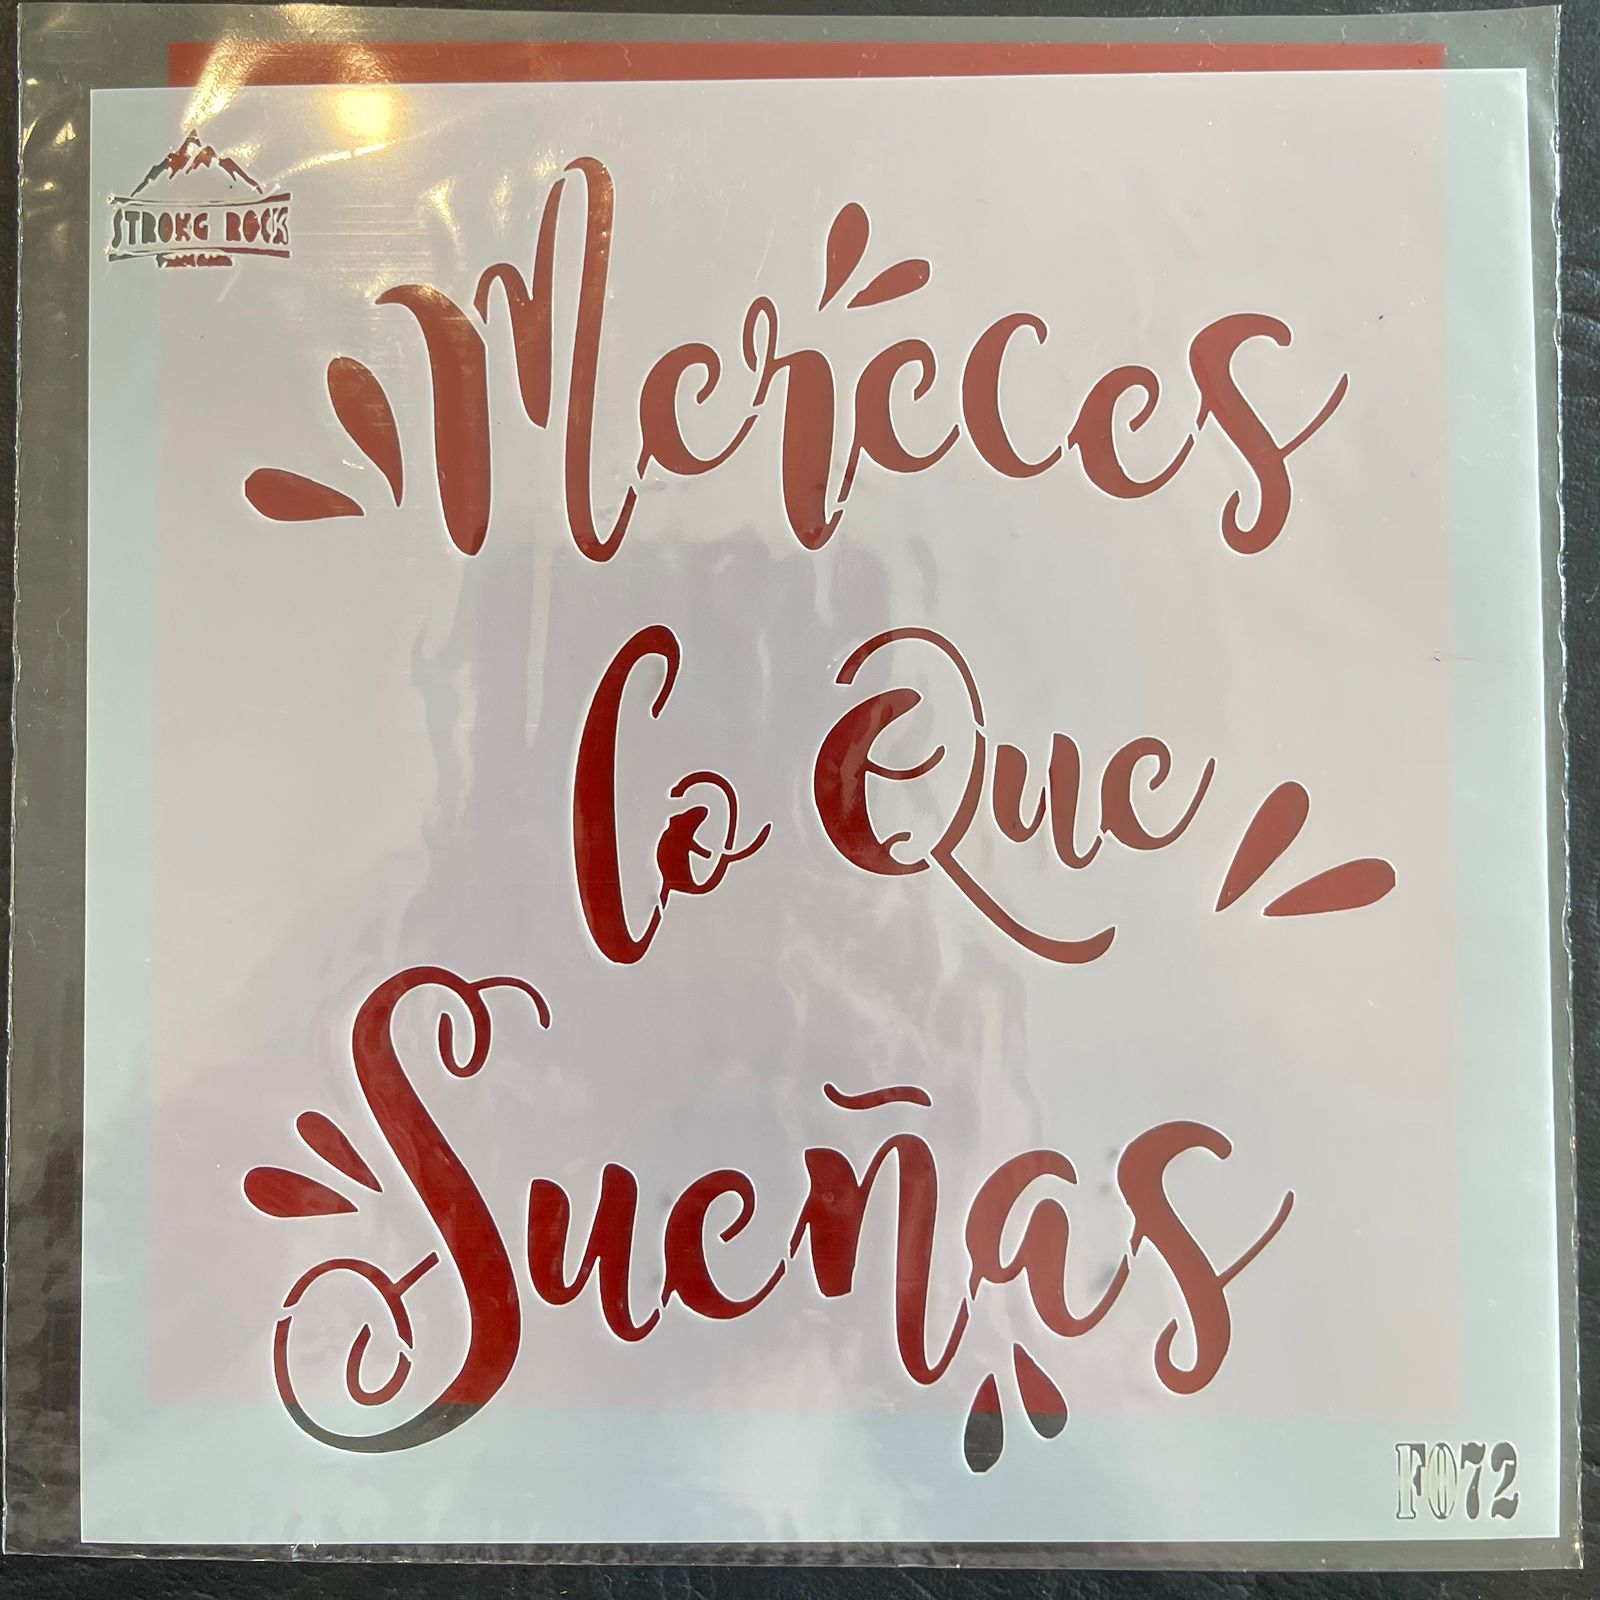 STRONG ROCK
Mereces
lo Que
Sueñas
F072